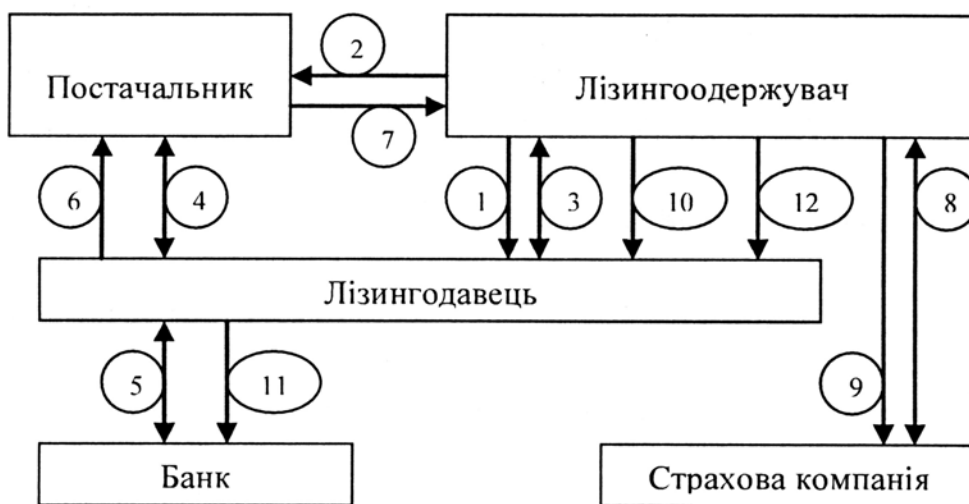 2
Постачальник
Лізингоодержувач
7
6
4
1
3
10
12
8
Лізингодавець
5
11
9
Банк
Страхова компанія